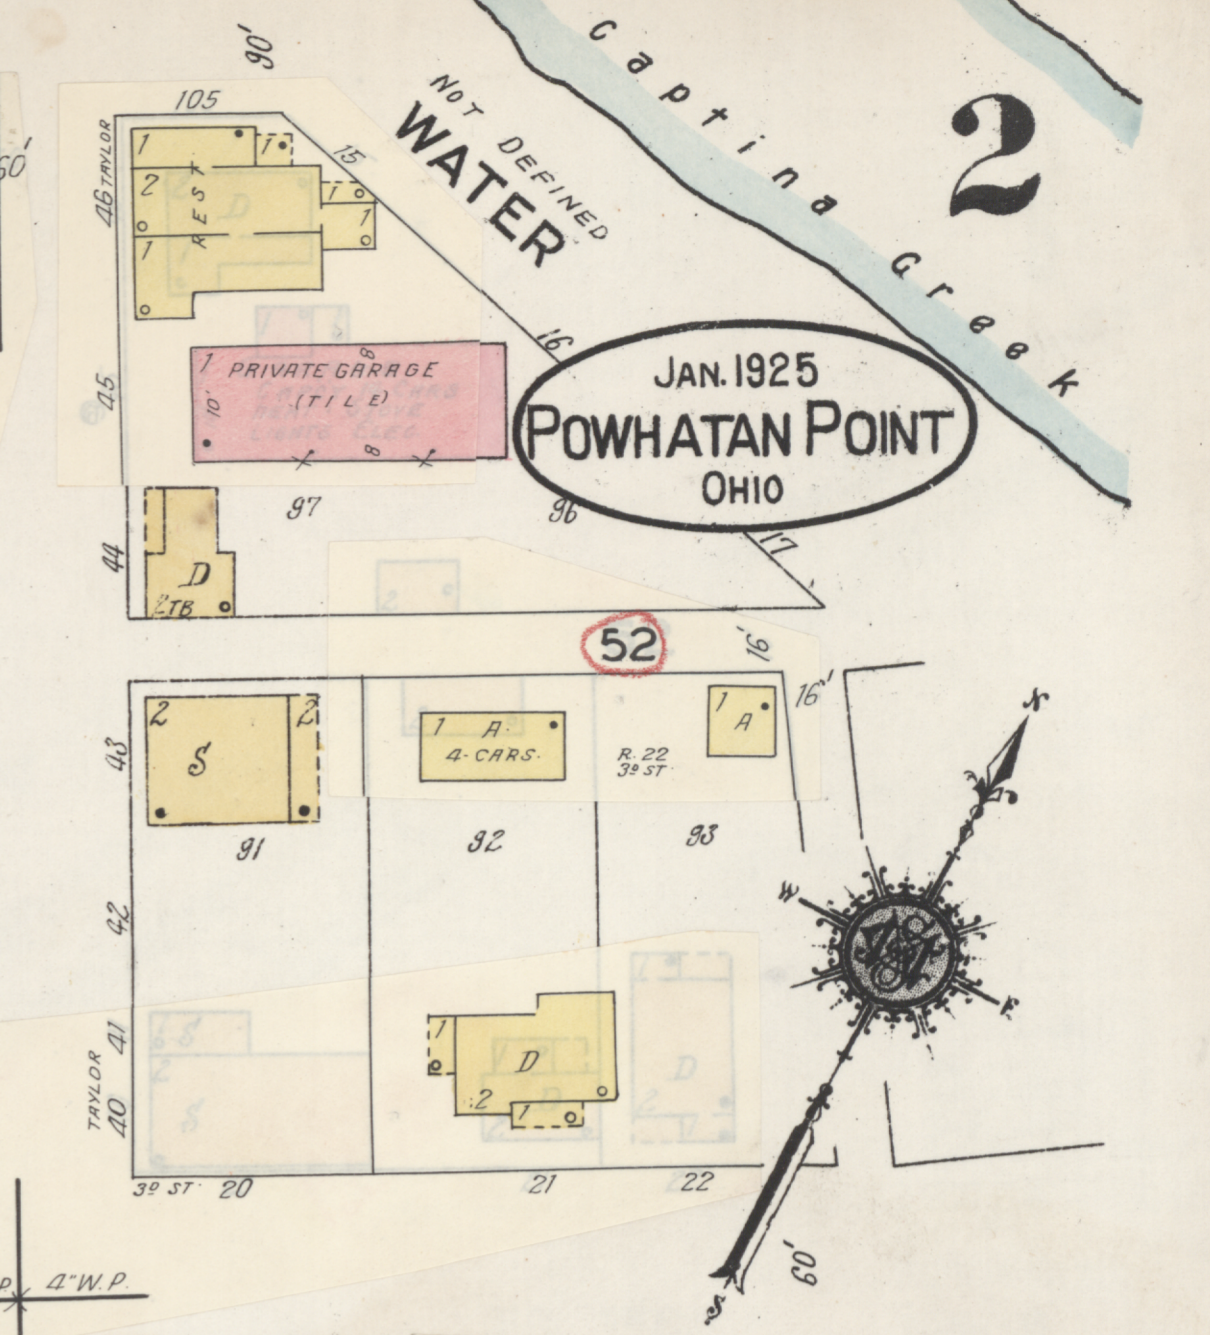 2
Captina Creek
90'
60'
105
15
NOT DEFINED
WATER
46 TAYLOR
1
1
2
REST
1
1
1
16
JAN. 1925
POWHATAN POINT
OHIO
45
1
8
PRIVATE GARAGE
(TILE)
10'
8
97
96
17
44
D
2TB
52
16'
16'
2
2
S
43
1
A.
4-CARS.
R. 22
3D ST.
1
A
91
92
93
N
W
E
S
42
41
TAYLOR
40
1
D
2
1
3D ST.
20
21
22
60'
4" W.P.